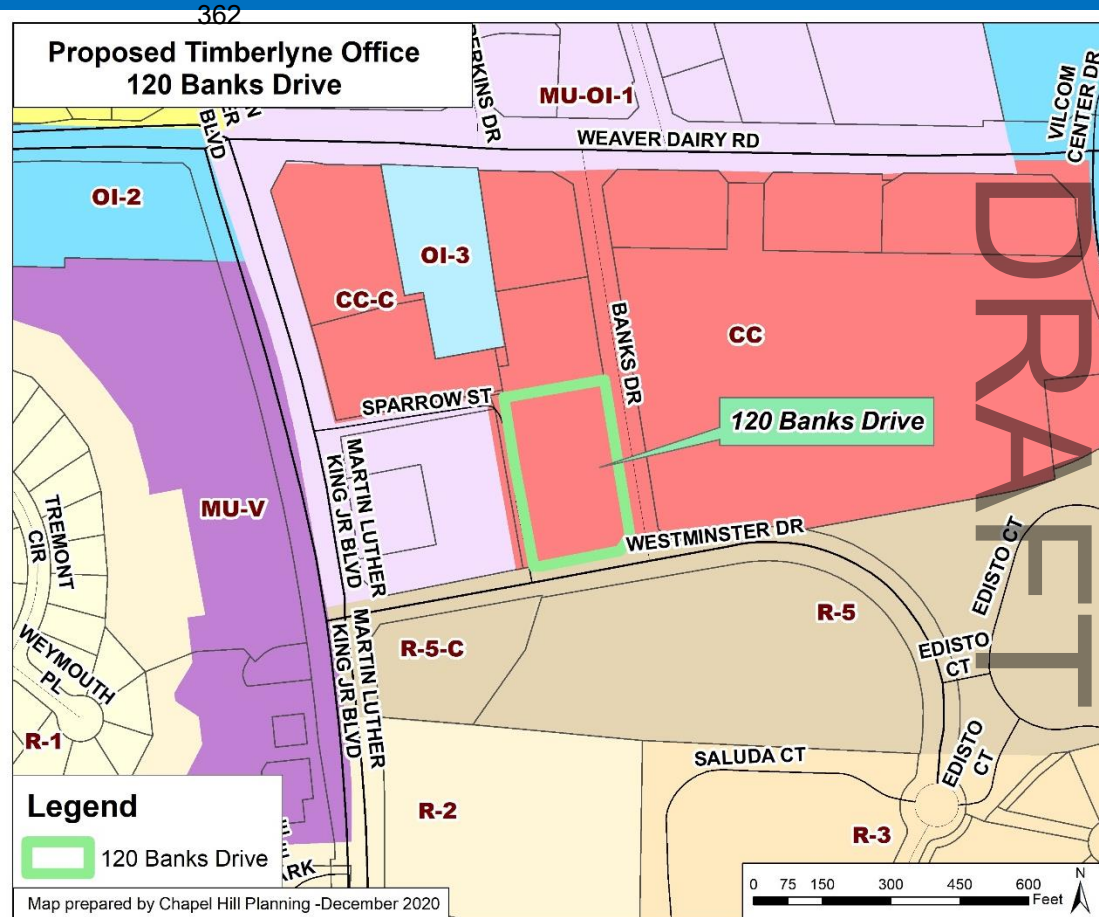 362
Proposed Timberlyne Office
120 Banks Drive
PERKINS DR
MU-OI-1
WEAVER DAIRY RD
VILCOM
CENTER DR
BLVD
OI-2
OI-3
CC-C
BANKS DR
CC
DRAFT
SPARROW ST
120 Banks Drive
MARTIN LUTHER
KING JR BLVD
MU-V
TREMONT
CIR
WESTMINSTER DR
EDISTO CT
R-5
R-5-C
EDISTO
CT
WEYMOUTH
PL
MARTIN LUTHER
KING JR BLVD
R-1
SALUDA CT
EDISTO
CT
R-2
R-3
Legend
120 Banks Drive
0 75 150 300 450 600
Feet
N
Map prepared by Chapel Hill Planning -December 2020